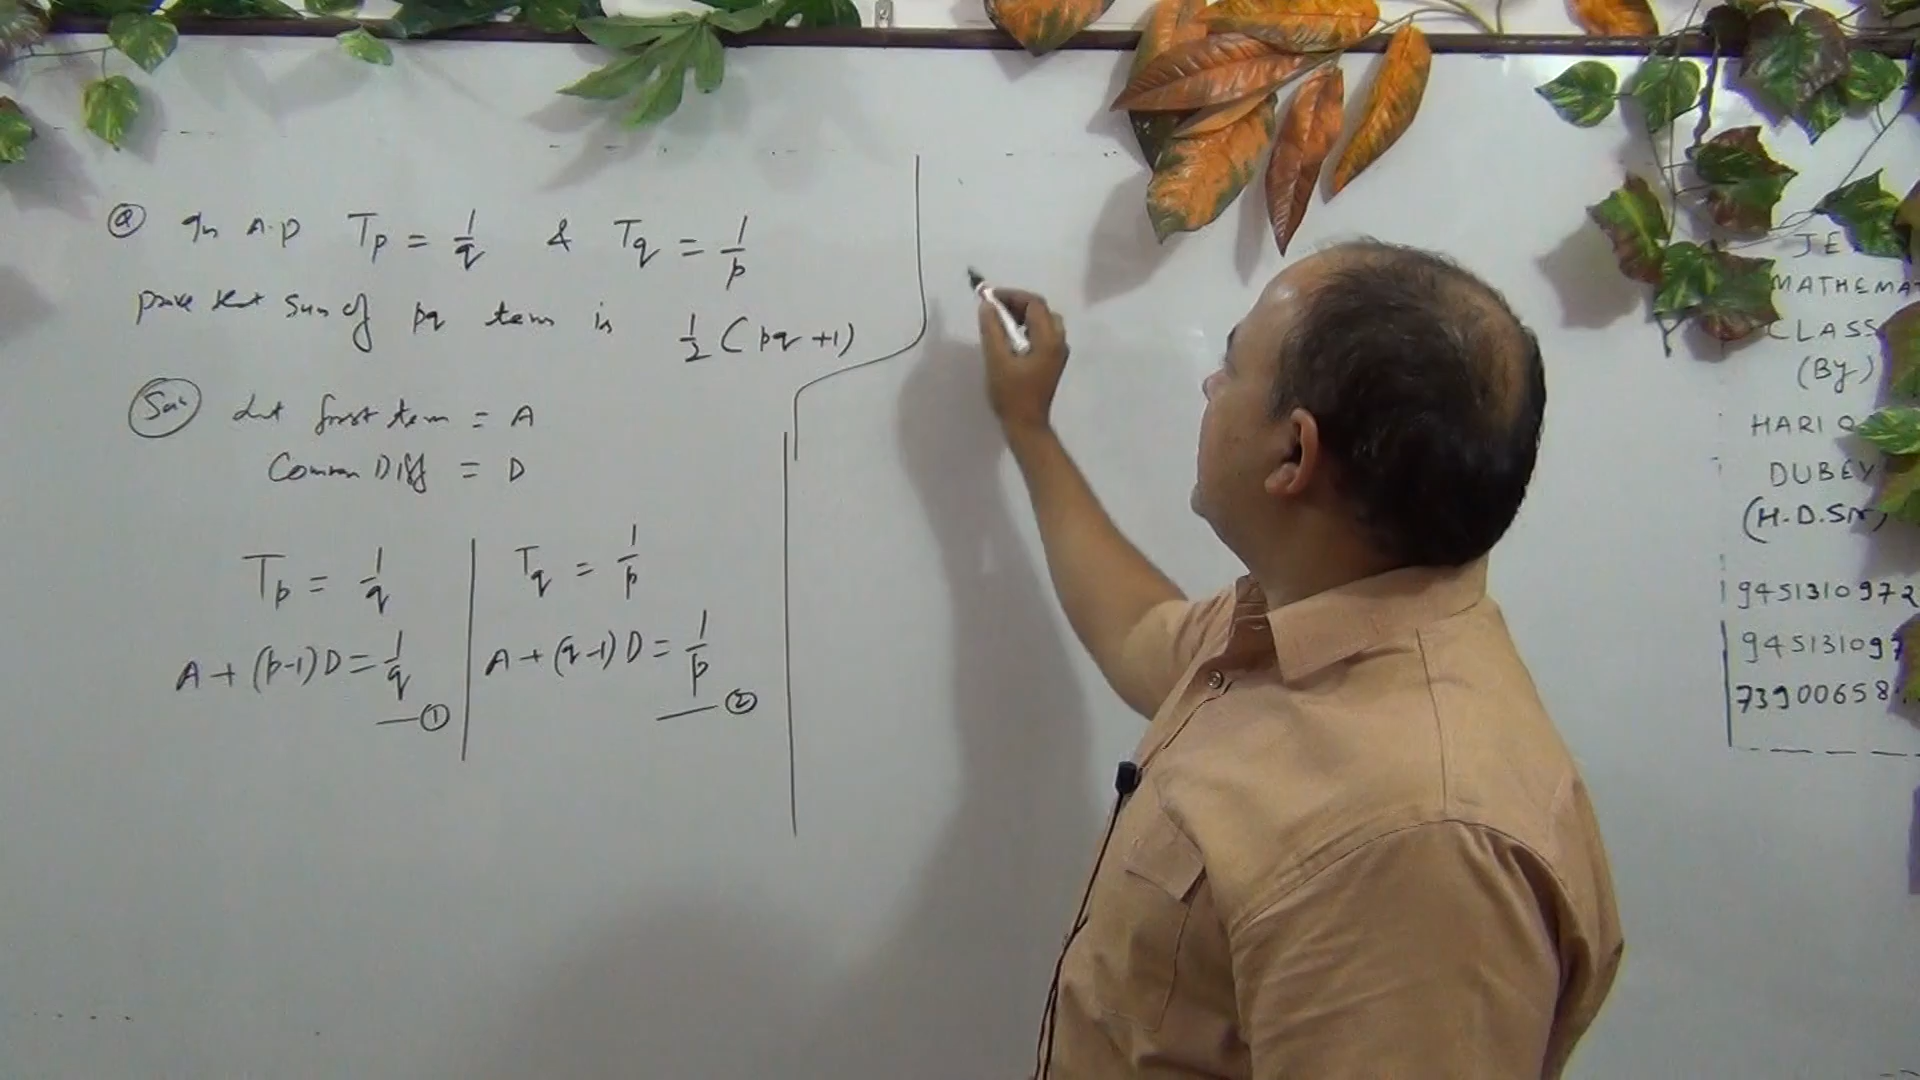 Q In A.P Tp = 1/q & Tq = 1/p
prove that sum of pq term is 1/2 (pq +1)
Sol Let first term = A
Common Diff = D
Tp = 1/q
A + (p-1) D = 1/q — ①
Tq = 1/p
A + (q-1) D = 1/p — ②
JE
MATHEMA
CLASS
(BY)
HARI O
DUBEY
(H.D.Sir)
9451310972
945131097
73900658